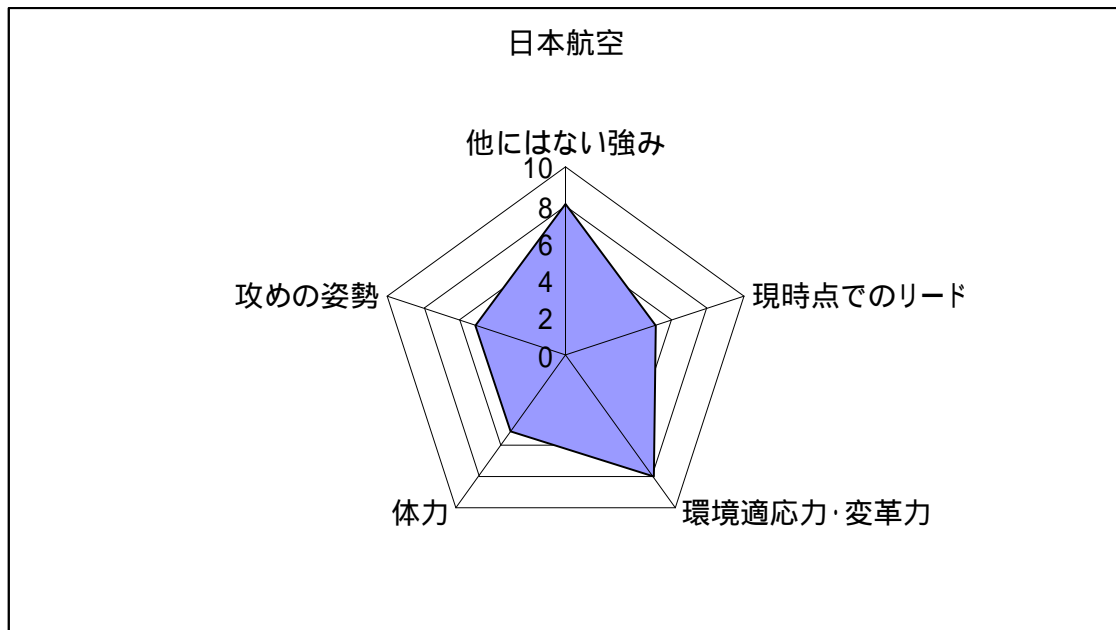 日本航空
他にはない強み
10
8
6
4
2
0
攻めの姿勢
現時点でのリード
体力
環境適応力・変革力